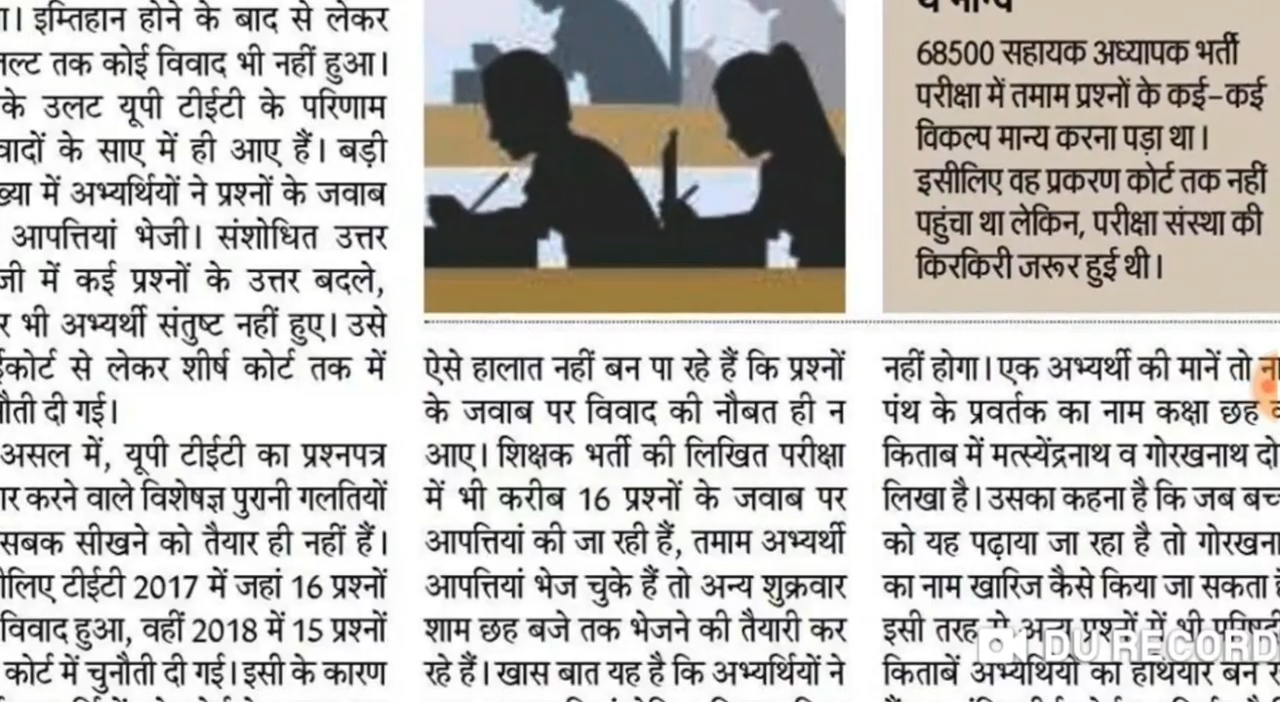 इम्तिहान होने के बाद से लेकर
तक कोई विवाद भी नहीं हुआ।
के उलट यूपी टीईटी के परिणाम
के साए में ही आए हैं। बड़ी
में अभ्यर्थियों ने प्रश्नों के जवाब
आपत्तियां भेजी। संशोधित उत्तर
में कई प्रश्नों के उत्तर बदले,
भी अभ्यर्थी संतुष्ट नहीं हुए। उसे
से लेकर शीर्ष कोर्ट तक में
दी गई।
असल में, यूपी टीईटी का प्रश्नपत्र
करने वाले विशेषज्ञ पुरानी गलतियों
सबक सीखने को तैयार ही नहीं हैं।
टीईटी 2017 में जहां 16 प्रश्नों
विवाद हुआ, वहीं 2018 में 15 प्रश्नों
कोर्ट में चुनौती दी गई। इसी के कारण
ऐसे हालात नहीं बन पा रहे हैं कि प्रश्नों
के जवाब पर विवाद की नौबत ही न
आए। शिक्षक भर्ती की लिखित परीक्षा
में भी करीब 16 प्रश्नों के जवाब पर
आपत्तियां की जा रही हैं, तमाम अभ्यर्थी
आपत्तियां भेज चुके हैं तो अन्य शुक्रवार
शाम छह बजे तक भेजने की तैयारी कर
रहे हैं। खास बात यह है कि अभ्यर्थियों ने
68500 सहायक अध्यापक भर्ती
परीक्षा में तमाम प्रश्नों के कई-कई
विकल्प मान्य करना पड़ा था।
इसीलिए वह प्रकरण कोर्ट तक नहीं
पहुंचा था लेकिन, परीक्षा संस्था की
किरकिरी जरूर हुई थी।
नहीं होगा। एक अभ्यर्थी की मानें तो
पंथ के प्रवर्तक का नाम कक्षा छह
किताब में मत्स्येंद्रनाथ व गोरखनाथ
लिखा है। उसका कहना है कि जब
को यह पढ़ाया जा रहा है तो
का नाम खारिज कैसे किया जा सकता
इसी तरह से अन्य प्रश्नों में भी
किताबें अभ्यर्थियों का हथियार बन
DU RECORD